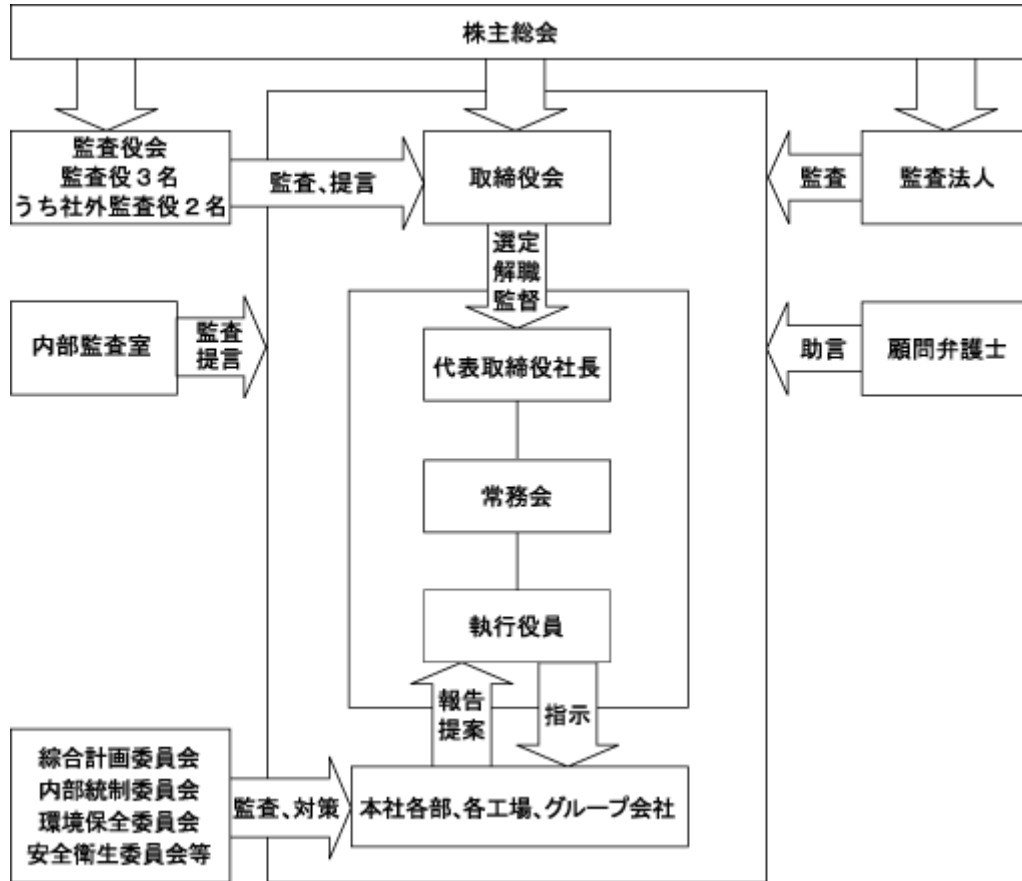 株主総会
監査役会
監査役３名
うち社外監査役２名
監査、提言
取締役会
監査
監査法人
選定
解職
監督
内部監査室
監査
提言
代表取締役社長
助言
顧問弁護士
常務会
執行役員
報告
提案
指示
綜合計画委員会
内部統制委員会
環境保全委員会
安全衛生委員会等
監査、対策
本社各部、各工場、グループ会社